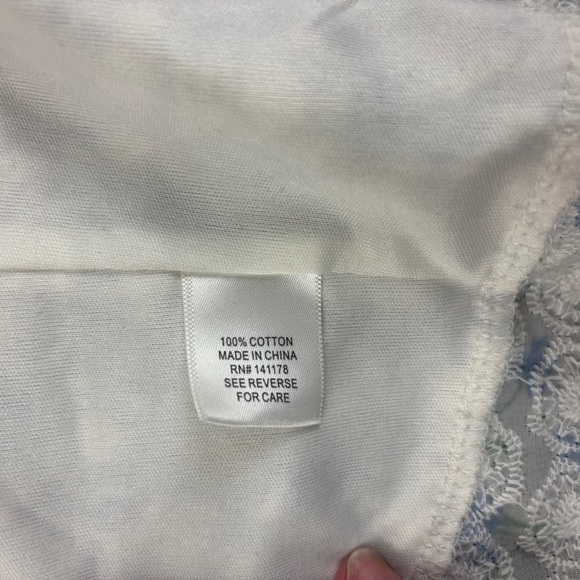 100% COTTON
MADE IN CHINA
RN# 141178
SEE REVERSE
FOR CARE